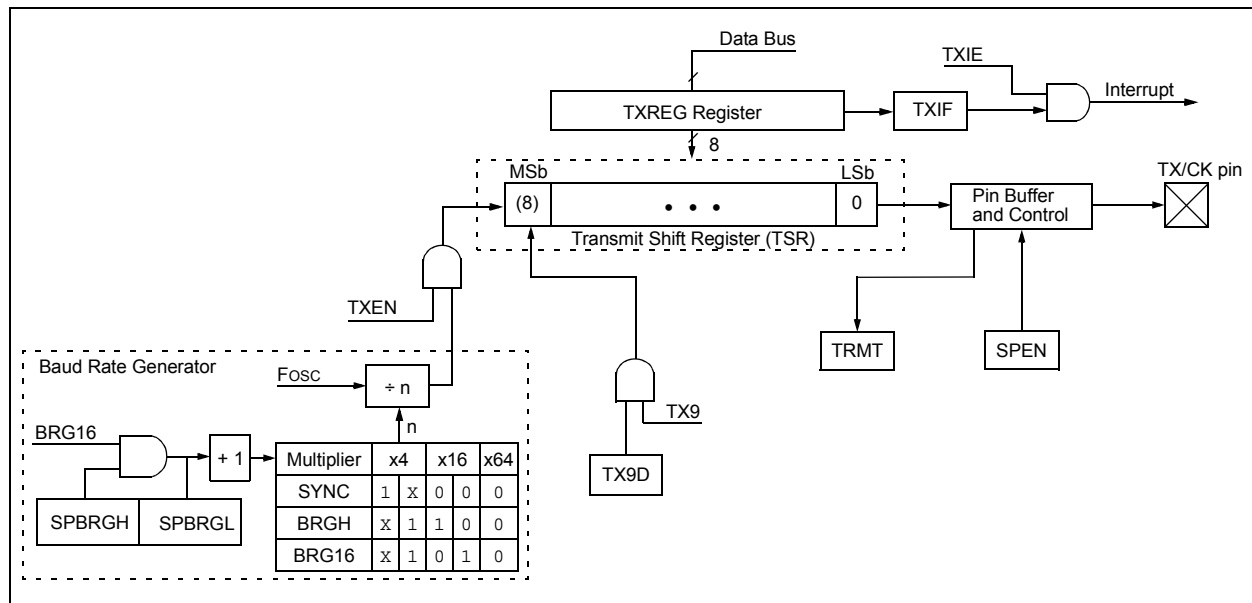 Data Bus
TXIE
Interrupt
TXREG Register
TXIF
8
MSb
LSb
TX/CK pin
(8)
• • •
0
Pin Buffer
and Control
Transmit Shift Register (TSR)
TXEN
TRMT
SPEN
Baud Rate Generator
FOSC
÷ n
TX9
n
BRG16
+ 1
Multiplier x4 x16 x64
TX9D
SYNC 1 X 0 0 0
SPBRGH SPBRGL
BRGH X 1 1 0 0
BRG16 X 1 0 1 0